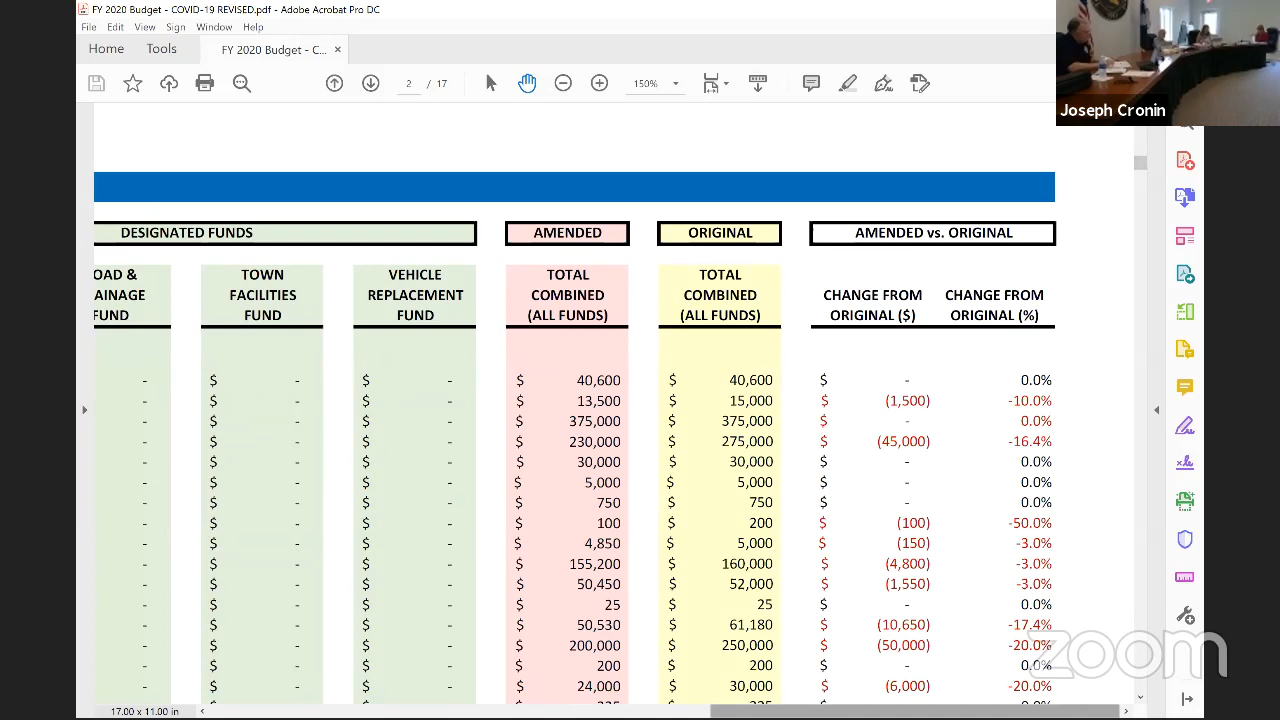 FY 2020 Budget - COVID-19 REVISED.pdf - Adobe Acrobat Pro DC
File Edit View Sign Window Help
Home Tools FY 2020 Budget - C... ×
2 / 17 150%
Joseph Cronin
DESIGNATED FUNDS AMENDED ORIGINAL AMENDED vs. ORIGINAL
OAD & TOWN VEHICLE TOTAL TOTAL
AINAGE FACILITIES REPLACEMENT COMBINED COMBINED CHANGE FROM CHANGE FROM
FUND FUND FUND (ALL FUNDS) (ALL FUNDS) ORIGINAL ($) ORIGINAL (%)
- $ - $ - $ 40,600 $ 40,600 $ - 0.0%
- $ - $ - $ 13,500 $ 15,000 $ (1,500) -10.0%
- $ - $ - $ 375,000 $ 375,000 $ - 0.0%
- $ - $ - $ 230,000 $ 275,000 $ (45,000) -16.4%
- $ - $ - $ 30,000 $ 30,000 $ - 0.0%
- $ - $ - $ 5,000 $ 5,000 $ - 0.0%
- $ - $ - $ 750 $ 750 $ - 0.0%
- $ - $ - $ 100 $ 200 $ (100) -50.0%
- $ - $ - $ 4,850 $ 5,000 $ (150) -3.0%
- $ - $ - $ 155,200 $ 160,000 $ (4,800) -3.0%
- $ - $ - $ 50,450 $ 52,000 $ (1,550) -3.0%
- $ - $ - $ 25 $ 25 $ - 0.0%
- $ - $ - $ 50,530 $ 61,180 $ (10,650) -17.4%
- $ - $ - $ 200,000 $ 250,000 $ (50,000) -20.0%
- $ - $ - $ 200 $ 200 $ - 0.0%
- $ - $ - $ 24,000 $ 30,000 $ (6,000) -20.0%
zoom
17.00 x 11.00 in